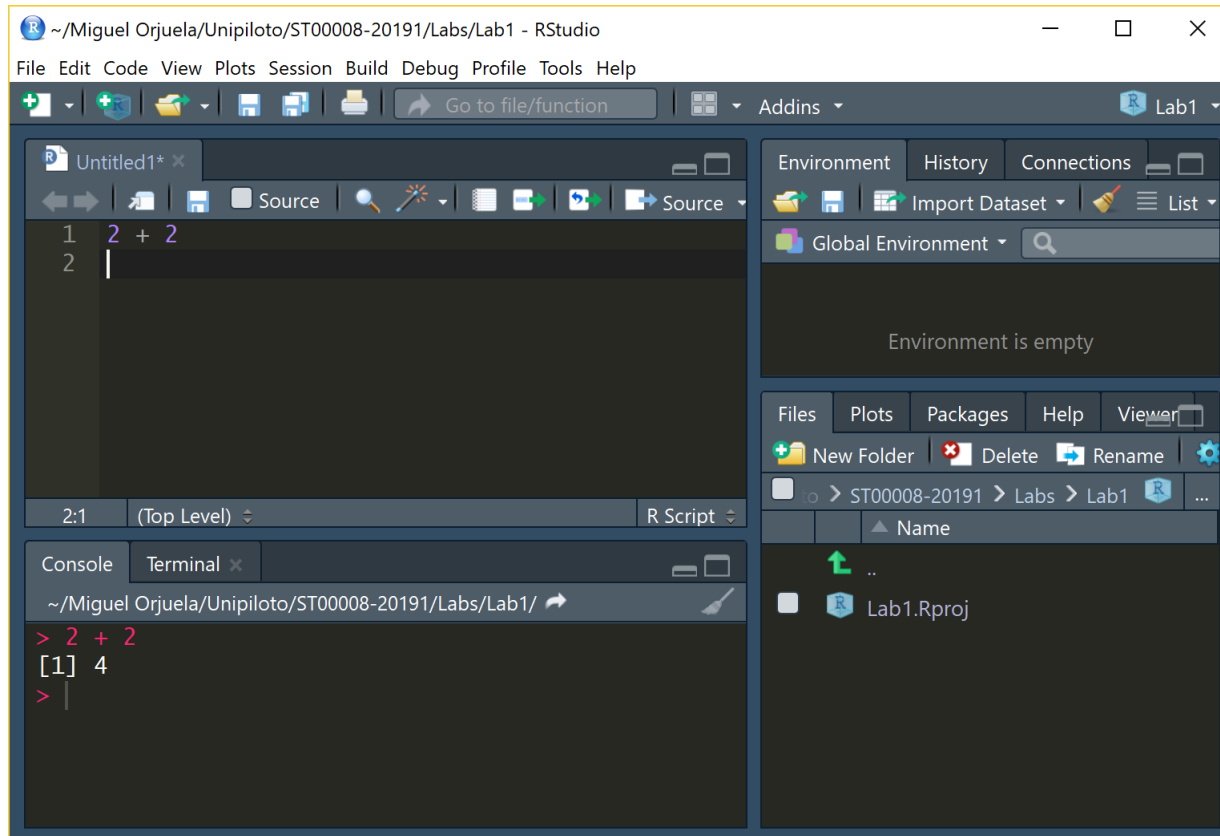 ~/Miguel Orjuela/Unipiloto/ST00008-20191/Labs/Lab1 - RStudio
File Edit Code View Plots Session Build Debug Profile Tools Help
Go to file/function
Addins
Lab1
Untitled1*
Source
Source
1 2 + 2
2
2:1 (Top Level) R Script
Console Terminal
~/Miguel Orjuela/Unipiloto/ST00008-20191/Labs/Lab1/
> 2 + 2
[1] 4
>
Environment History Connections
Import Dataset List
Global Environment
Environment is empty
Files Plots Packages Help Viewer
New Folder Delete Rename
to > ST00008-20191 > Labs > Lab1 ...
Name
..
Lab1.Rproj